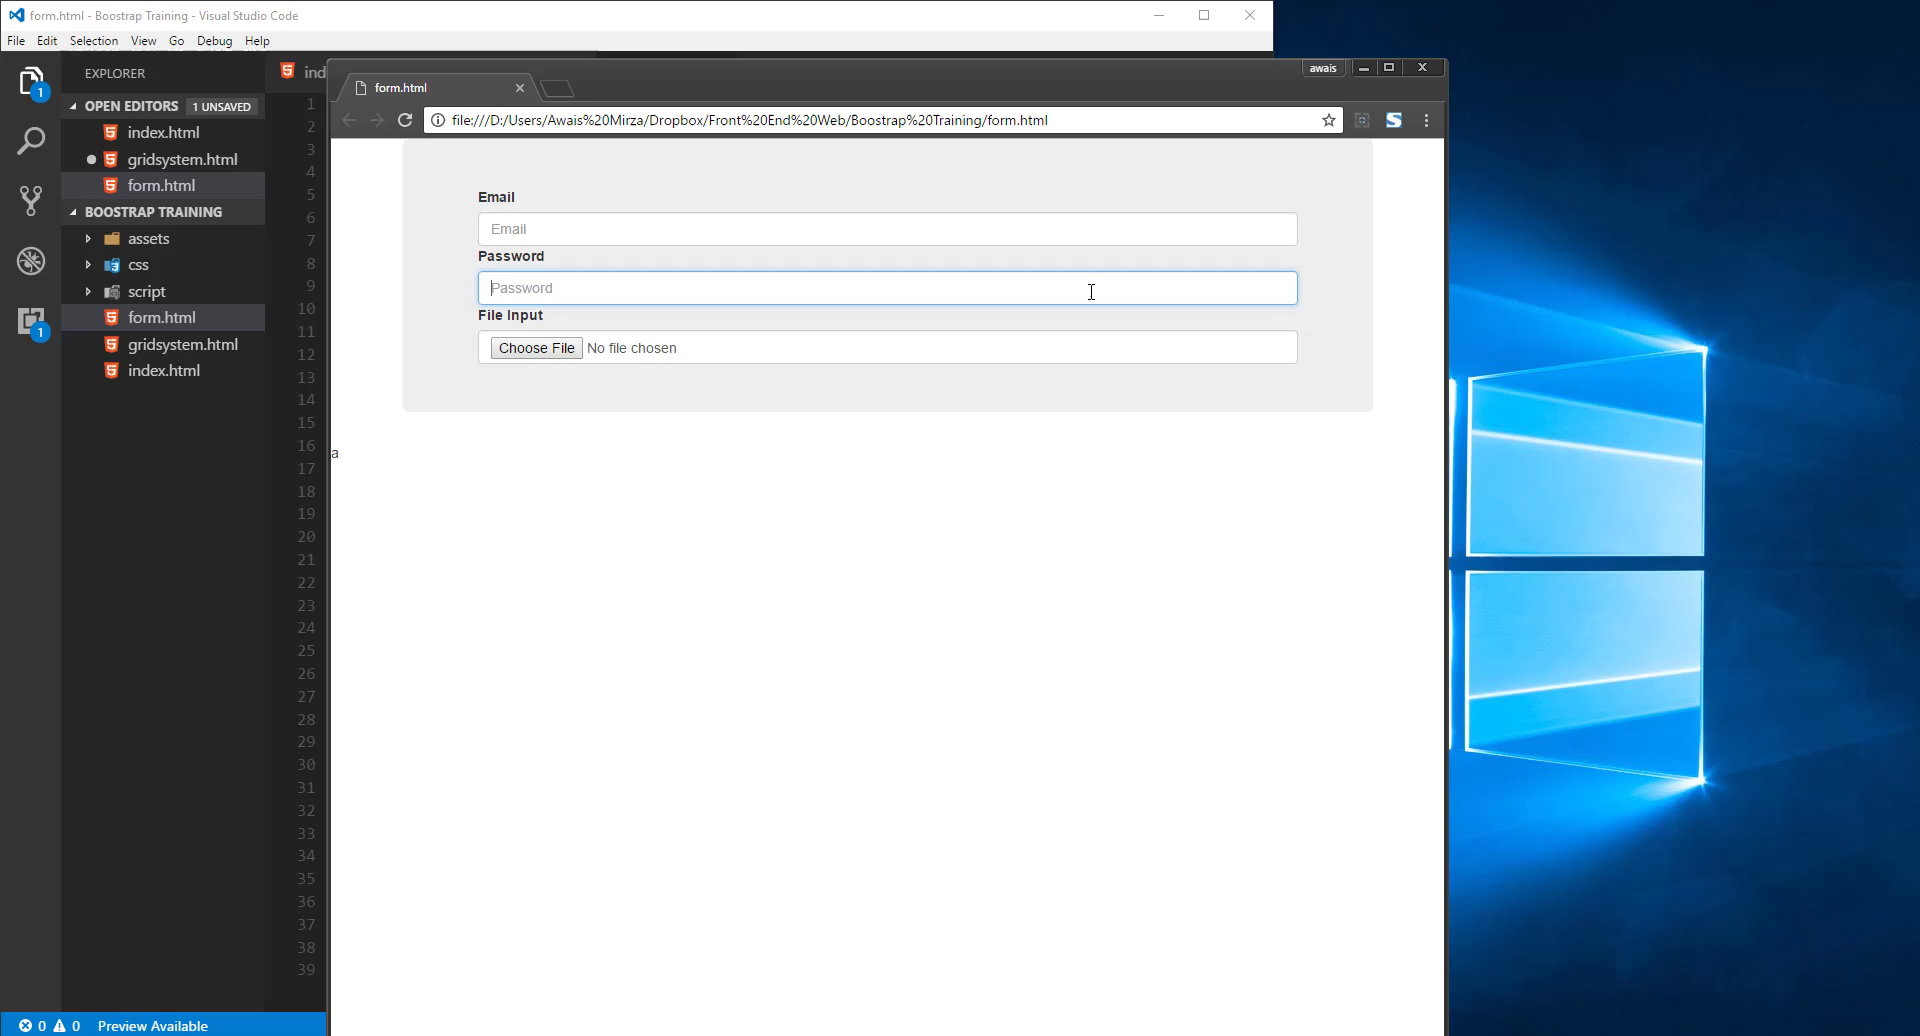 form.html - Boostrap Training - Visual Studio Code
File Edit Selection View Go Debug Help
EXPLORER
OPEN EDITORS 1 UNSAVED
index.html
gridsystem.html
form.html
BOOSTRAP TRAINING
assets
css
script
form.html
gridsystem.html
index.html
1
1
ind
1
2
3
4
5
6
7
8
9
10
11
12
13
14
15
16
17
18
19
20
21
22
23
24
25
26
27
28
29
30
31
32
33
34
35
36
37
38
39
0 0 Preview Available
awais
form.html
file:///D:/Users/Awais%20Mirza/Dropbox/Front%20End%20Web/Boostrap%20Training/form.html
Email
Email
Password
Password
File Input
Choose File No file chosen
a